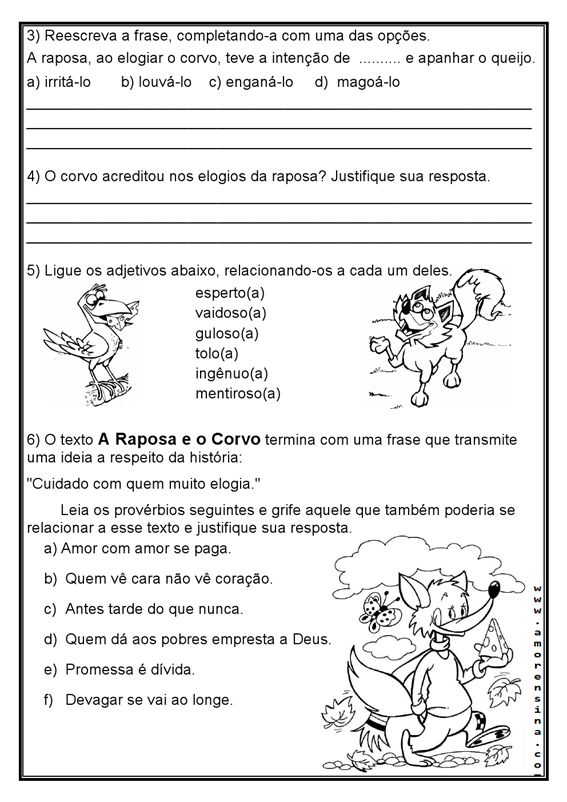 3) Reescreva a frase, completando-a com uma das opções.
A raposa, ao elogiar o corvo, teve a intenção de .......... e apanhar o queijo.
a) irritá-lo b) louvá-lo c) enganá-lo d) magoá-lo
4) O corvo acreditou nos elogios da raposa? Justifique sua resposta.
5) Ligue os adjetivos abaixo, relacionando-os a cada um deles.
esperto(a)
vaidoso(a)
guloso(a)
tolo(a)
ingênuo(a)
mentiroso(a)
6) O texto A Raposa e o Corvo termina com uma frase que transmite
uma ideia a respeito da história:
"Cuidado com quem muito elogia."
Leia os provérbios seguintes e grife aquele que também poderia se
relacionar a esse texto e justifique sua resposta.
a) Amor com amor se paga.
b) Quem vê cara não vê coração.
c) Antes tarde do que nunca.
d) Quem dá aos pobres empresta a Deus.
e) Promessa é dívida.
f) Devagar se vai ao longe.
www.amorensina.co